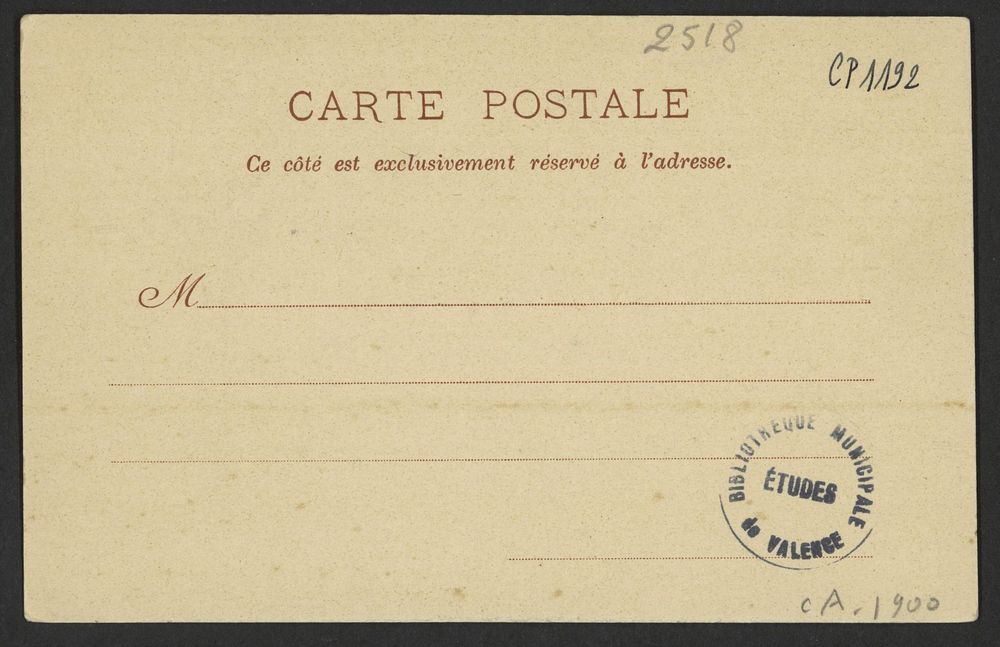 2518
CP1192
CARTE POSTALE
Ce côté est exclusivement réservé à l'adresse.
M
BIBLIOTHEQUE MUNICIPALE
ÉTUDES
de VALENCE
cA. 1900